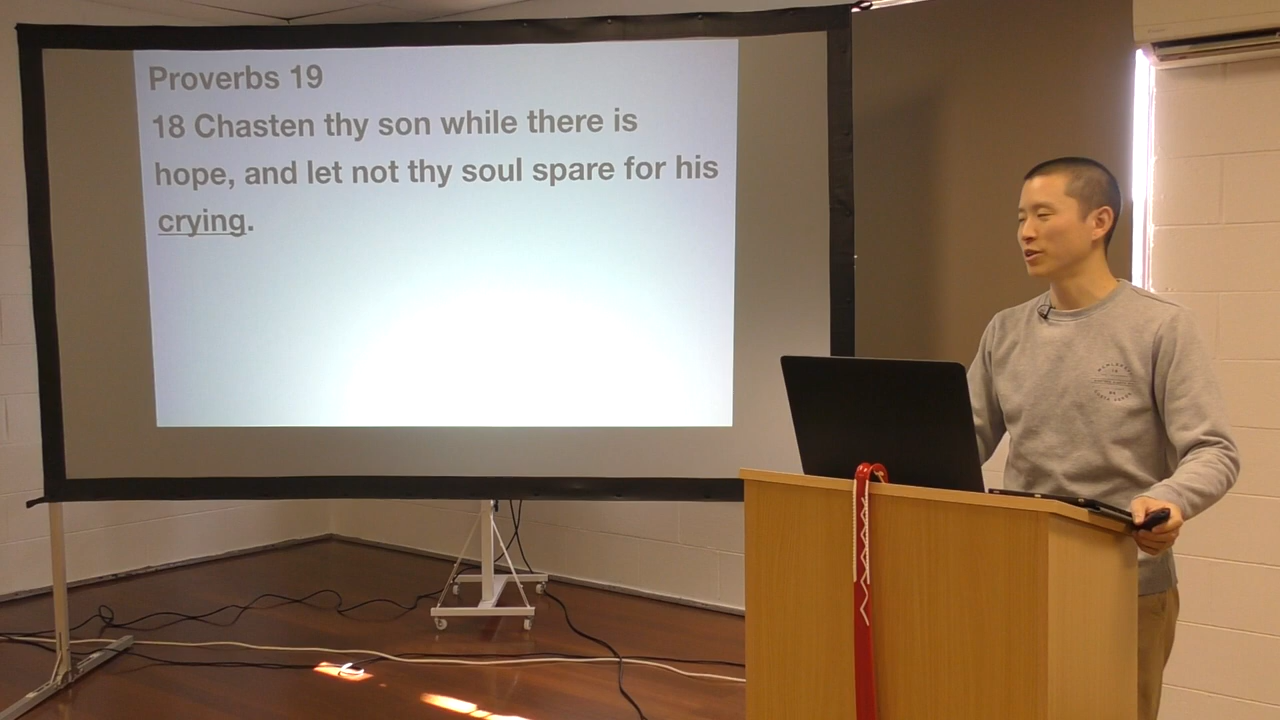 Proverbs 19
18 Chasten thy son while there is
hope, and let not thy soul spare for his
crying.